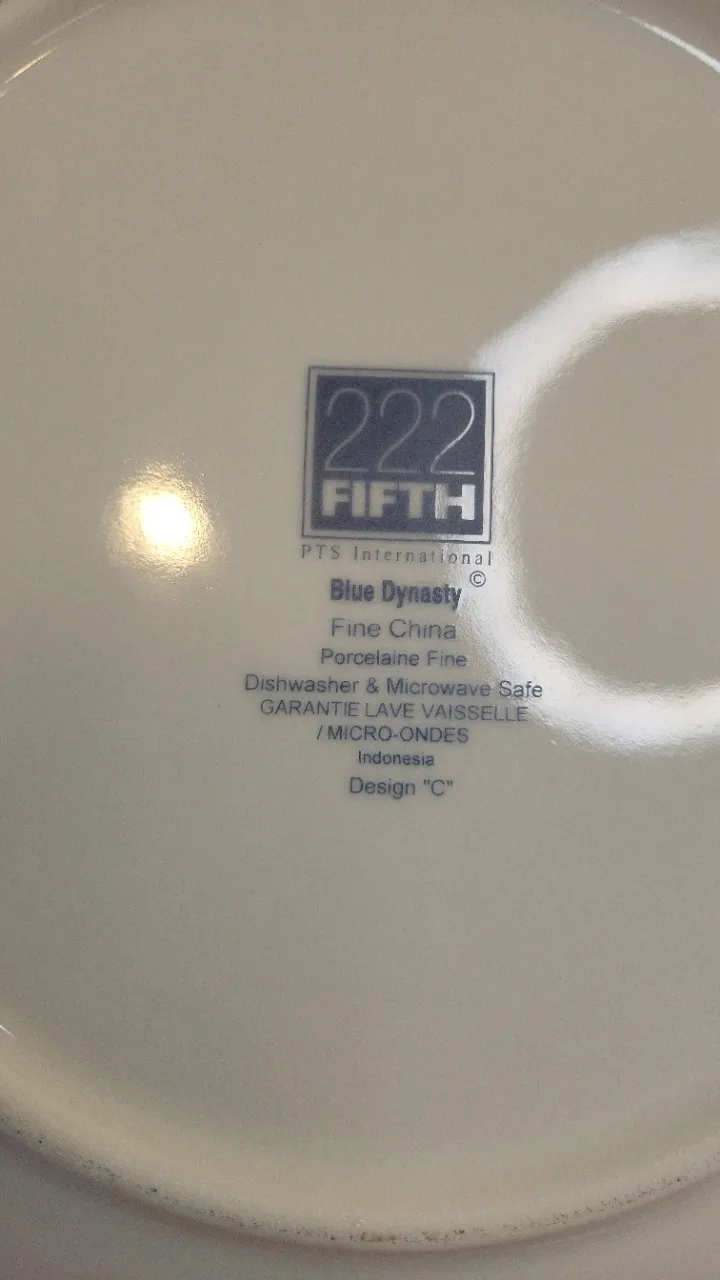 222
FIFTH
PTS International
©
Blue Dynasty
Fine China
Porcelaine Fine
Dishwasher & Microwave Safe
GARANTIE LAVE VAISSELLE
/ MICRO-ONDES
Indonesia
Design "C"